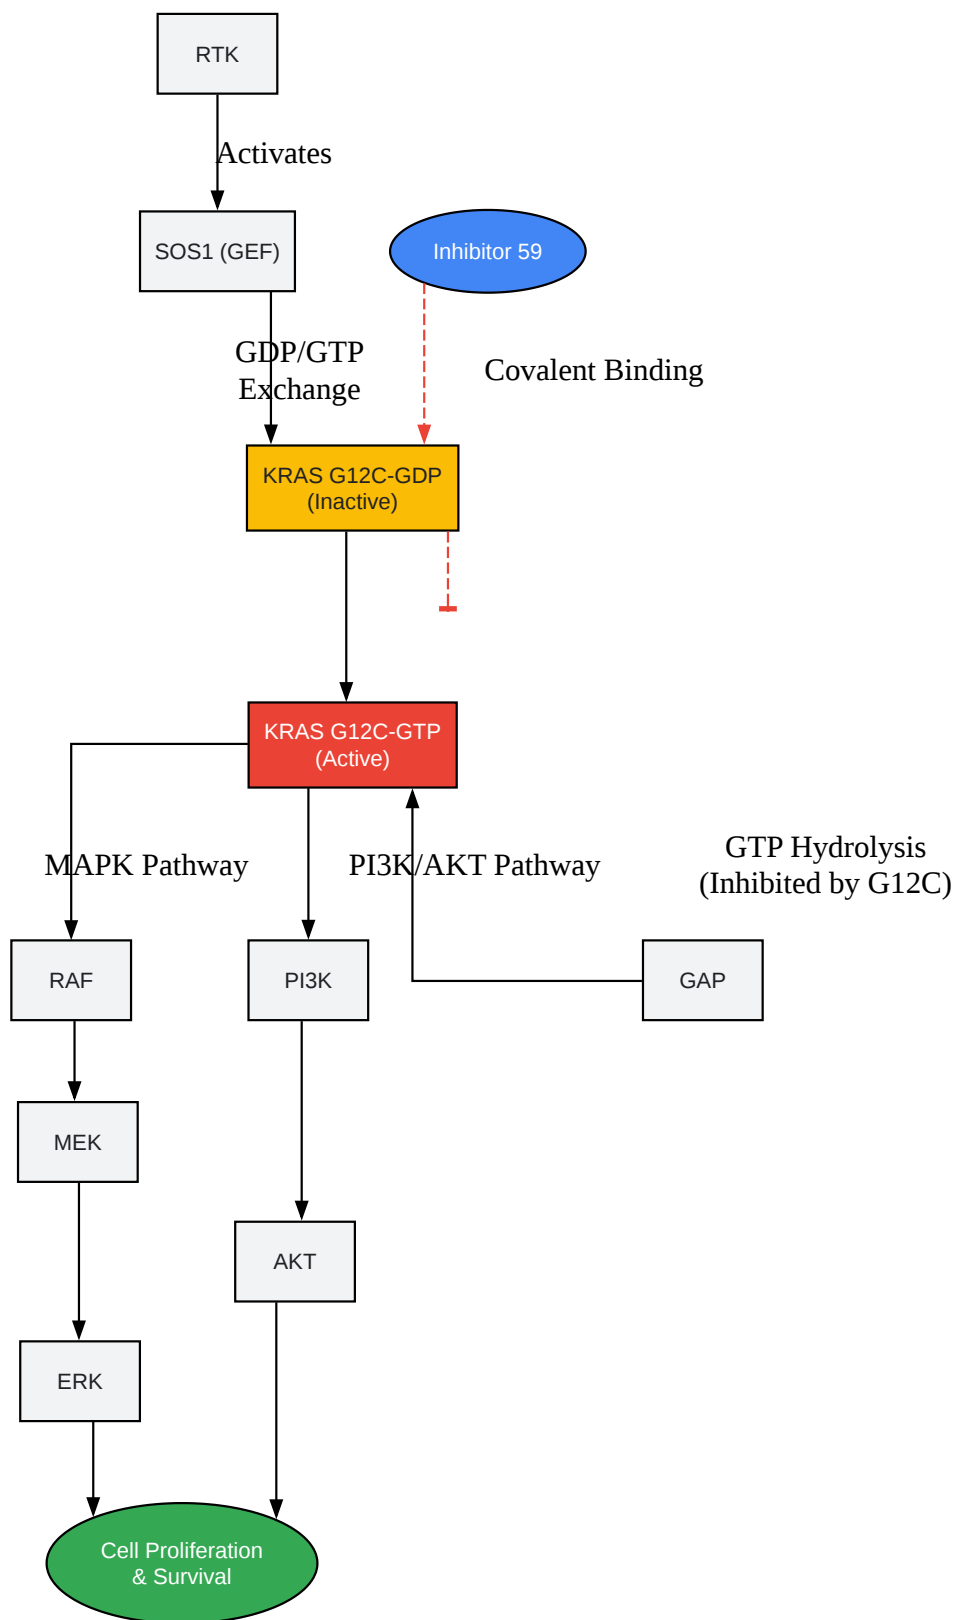 RTK
Activates
SOS1 (GEF)
Inhibitor 59
GDP/GTP
Exchange
Covalent Binding
KRAS G12C-GDP
(Inactive)
KRAS G12C-GTP
(Active)
MAPK Pathway
PI3K/AKT Pathway
GTP Hydrolysis
(Inhibited by G12C)
RAF
PI3K
GAP
MEK
AKT
ERK
Cell Proliferation
& Survival